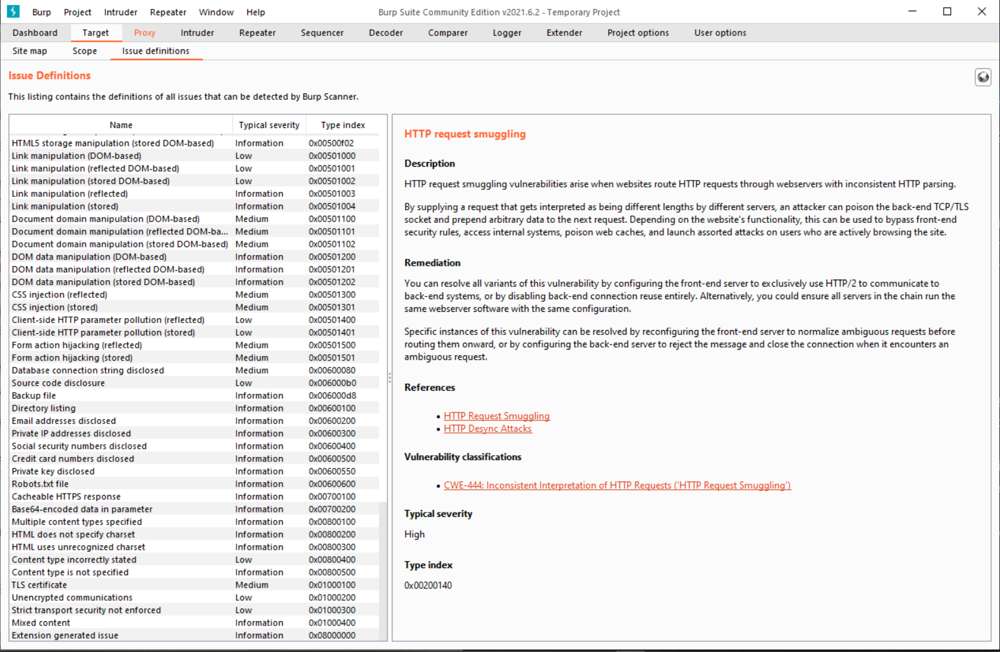 Burp Project Intruder Repeater Window Help
Burp Suite Community Edition v2021.6.2 - Temporary Project
Dashboard Target Proxy Intruder Repeater Sequencer Decoder Comparer Logger Extender Project options User options
Site map Scope Issue definitions
Issue Definitions
This listing contains the definitions of all issues that can be detected by Burp Scanner.
Name Typical severity Type index
HTML5 storage manipulation (stored DOM-based) Information 0x00500f02
Link manipulation (DOM-based) Low 0x00501000
Link manipulation (reflected DOM-based) Low 0x00501001
Link manipulation (stored DOM-based) Low 0x00501002
Link manipulation (reflected) Information 0x00501003
Link manipulation (stored) Information 0x00501004
Document domain manipulation (DOM-based) Medium 0x00501100
Document domain manipulation (reflected DOM-ba... Medium 0x00501101
Document domain manipulation (stored DOM-based) Medium 0x00501102
DOM data manipulation (DOM-based) Information 0x00501200
DOM data manipulation (reflected DOM-based) Information 0x00501201
DOM data manipulation (stored DOM-based) Information 0x00501202
CSS injection (reflected) Medium 0x00501300
CSS injection (stored) Medium 0x00501301
Client-side HTTP parameter pollution (reflected) Low 0x00501400
Client-side HTTP parameter pollution (stored) Low 0x00501401
Form action hijacking (reflected) Medium 0x00501500
Form action hijacking (stored) Medium 0x00501501
Database connection string disclosed Medium 0x00600080
Source code disclosure Low 0x006000b0
Backup file Information 0x006000d8
Directory listing Information 0x00600100
Email addresses disclosed Information 0x00600200
Private IP addresses disclosed Information 0x00600300
Social security numbers disclosed Information 0x00600400
Credit card numbers disclosed Information 0x00600500
Private key disclosed Information 0x00600550
Robots.txt file Information 0x00600600
Cacheable HTTPS response Information 0x00700100
Base64-encoded data in parameter Information 0x00700200
Multiple content types specified Information 0x00800100
HTML does not specify charset Information 0x00800200
HTML uses unrecognized charset Information 0x00800300
Content type incorrectly stated Low 0x00800400
Content type is not specified Information 0x00800500
TLS certificate Medium 0x01000100
Unencrypted communications Low 0x01000200
Strict transport security not enforced Low 0x01000300
Mixed content Information 0x01000400
Extension generated issue Information 0x08000000
HTTP request smuggling
Description
HTTP request smuggling vulnerabilities arise when websites route HTTP requests through webservers with inconsistent HTTP parsing.
By supplying a request that gets interpreted as being different lengths by different servers, an attacker can poison the back-end TCP/TLS
socket and prepend arbitrary data to the next request. Depending on the website's functionality, this can be used to bypass front-end
security rules, access internal systems, poison web caches, and launch assorted attacks on users who are actively browsing the site.
Remediation
You can resolve all variants of this vulnerability by configuring the front-end server to exclusively use HTTP/2 to communicate to
back-end systems, or by disabling back-end connection reuse entirely. Alternatively, you could ensure all servers in the chain run the
same webserver software with the same configuration.
Specific instances of this vulnerability can be resolved by reconfiguring the front-end server to normalize ambiguous requests before
routing them onward, or by configuring the back-end server to reject the message and close the connection when it encounters an
ambiguous request.
References
• HTTP Request Smuggling
• HTTP Desync Attacks
Vulnerability classifications
• CWE-444: Inconsistent Interpretation of HTTP Requests ('HTTP Request Smuggling')
Typical severity
High
Type index
0x00200140